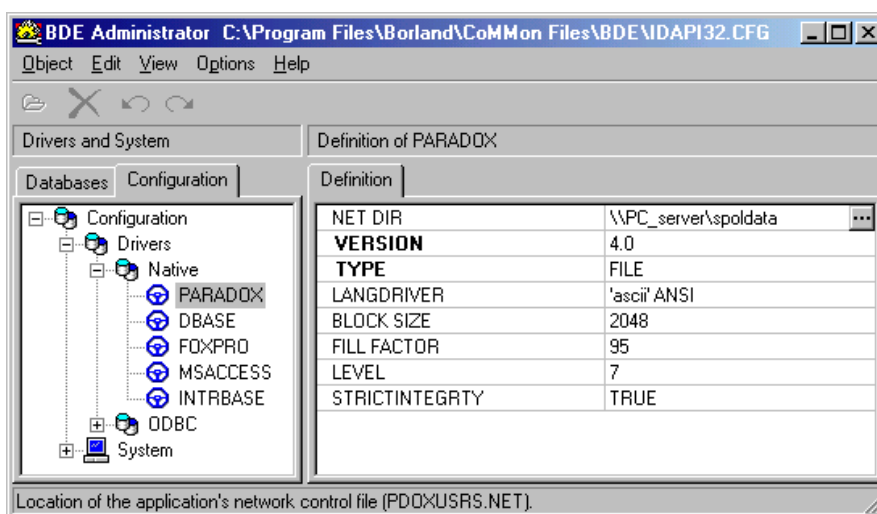 BDE Administrator C:\Program Files\Borland\CoMMon Files\BDE\IDAPI32.CFG
Object Edit View Options Help
Drivers and System
Definition of PARADOX
Databases Configuration
Definition
Configuration
Drivers
Native
PARADOX
DBASE
FOXPRO
MSACCESS
INTRBASE
ODBC
System
NET DIR \\PC_server\spoldata ...
VERSION 4.0
TYPE FILE
LANGDRIVER 'ascii' ANSI
BLOCK SIZE 2048
FILL FACTOR 95
LEVEL 7
STRICTINTEGRTY TRUE
Location of the application's network control file (PDOXUSRS.NET).